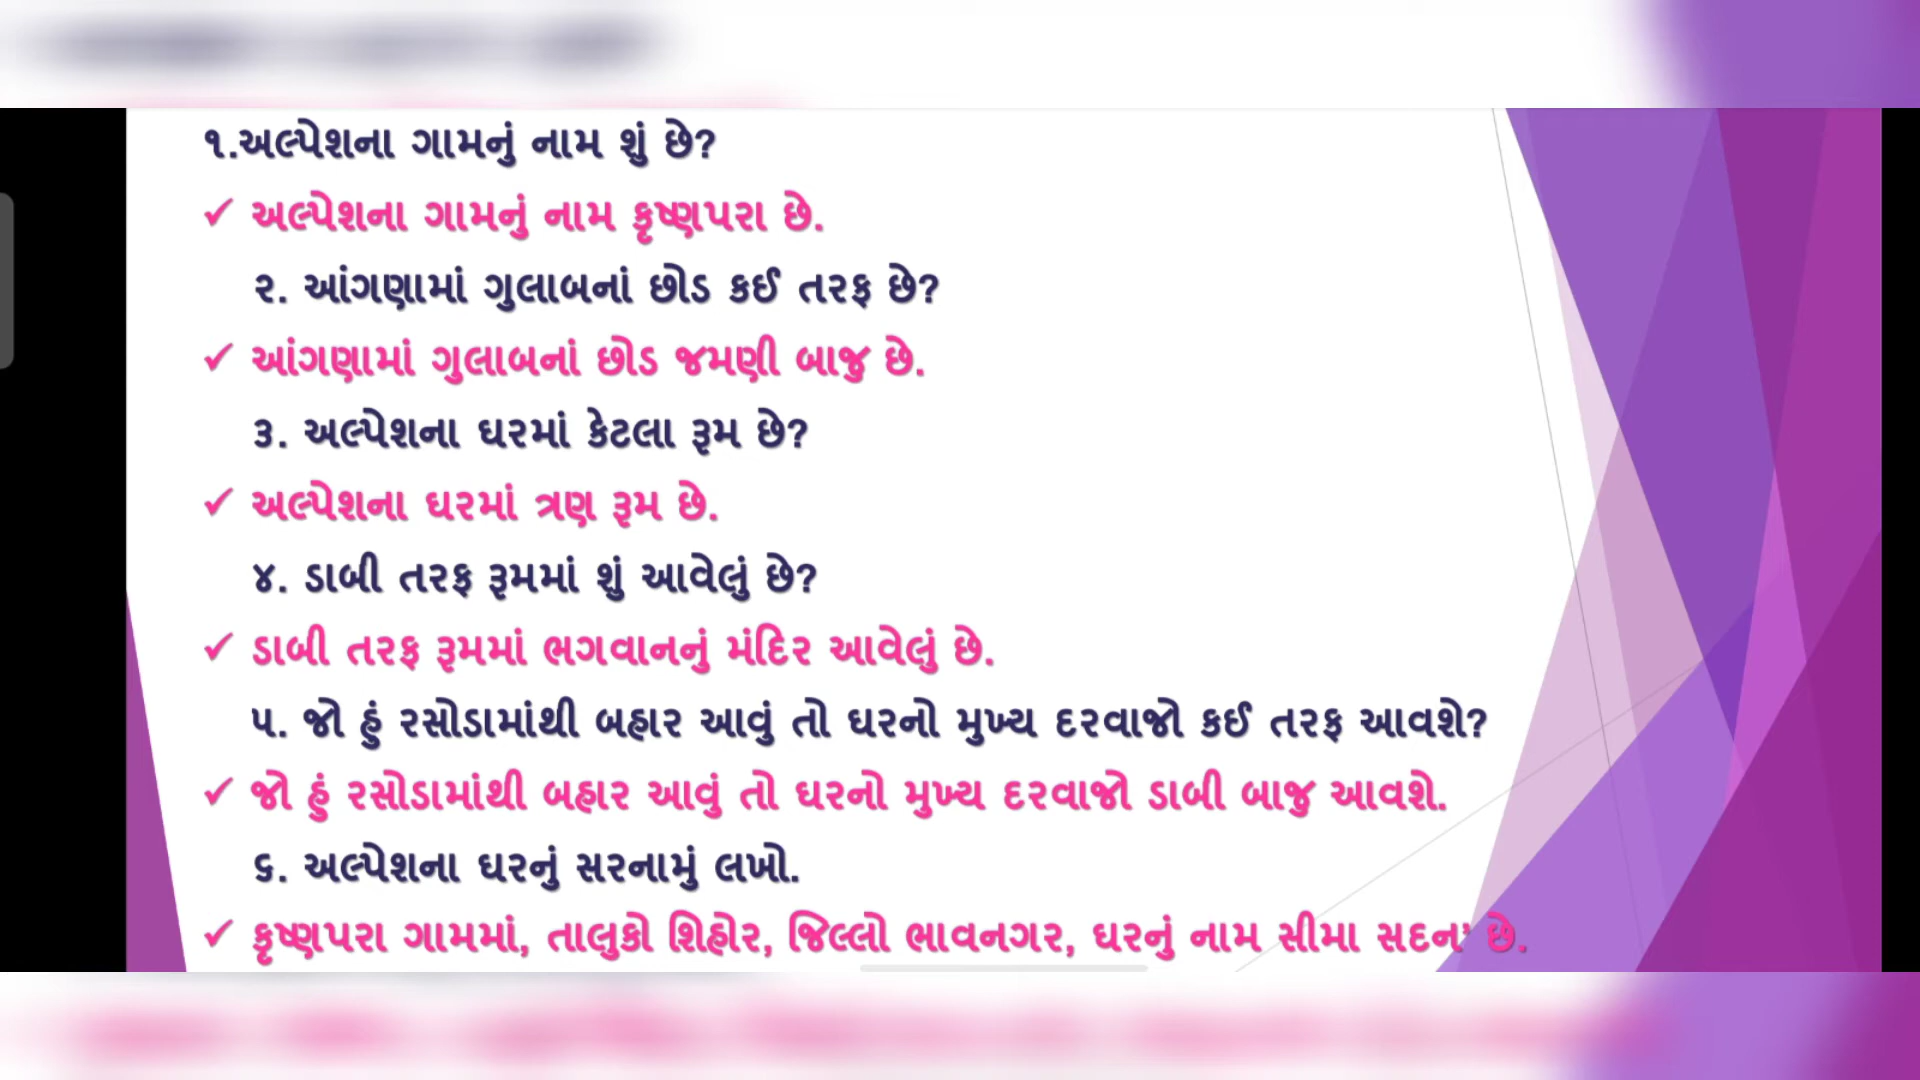 ૧.અલ્પેશના ગામનું નામ શું છે?
✓ અલ્પેશના ગામનું નામ કૃષ્ણપરા છે.
૨. આંગણામાં ગુલાબનાં છોડ કઈ તરફ છે?
✓ આંગણામાં ગુલાબનાં છોડ જમણી બાજુ છે.
૩. અલ્પેશના ઘરમાં કેટલા રૂમ છે?
✓ અલ્પેશના ઘરમાં ત્રણ રૂમ છે.
૪. ડાબી તરફ રૂમમાં શું આવેલું છે?
✓ ડાબી તરફ રૂમમાં ભગવાનનું મંદિર આવેલું છે.
૫. જો હું રસોડામાંથી બહાર આવું તો ઘરનો મુખ્ય દરવાજો કઈ તરફ આવશે?
✓ જો હું રસોડામાંથી બહાર આવું તો ઘરનો મુખ્ય દરવાજો ડાબી બાજુ આવશે.
૬. અલ્પેશના ઘરનું સરનામું લખો.
✓ કૃષ્ણપરા ગામમાં, તાલુકો શિહોર, જિલ્લો ભાવનગર, ઘરનું નામ સીમા સદન' છે.